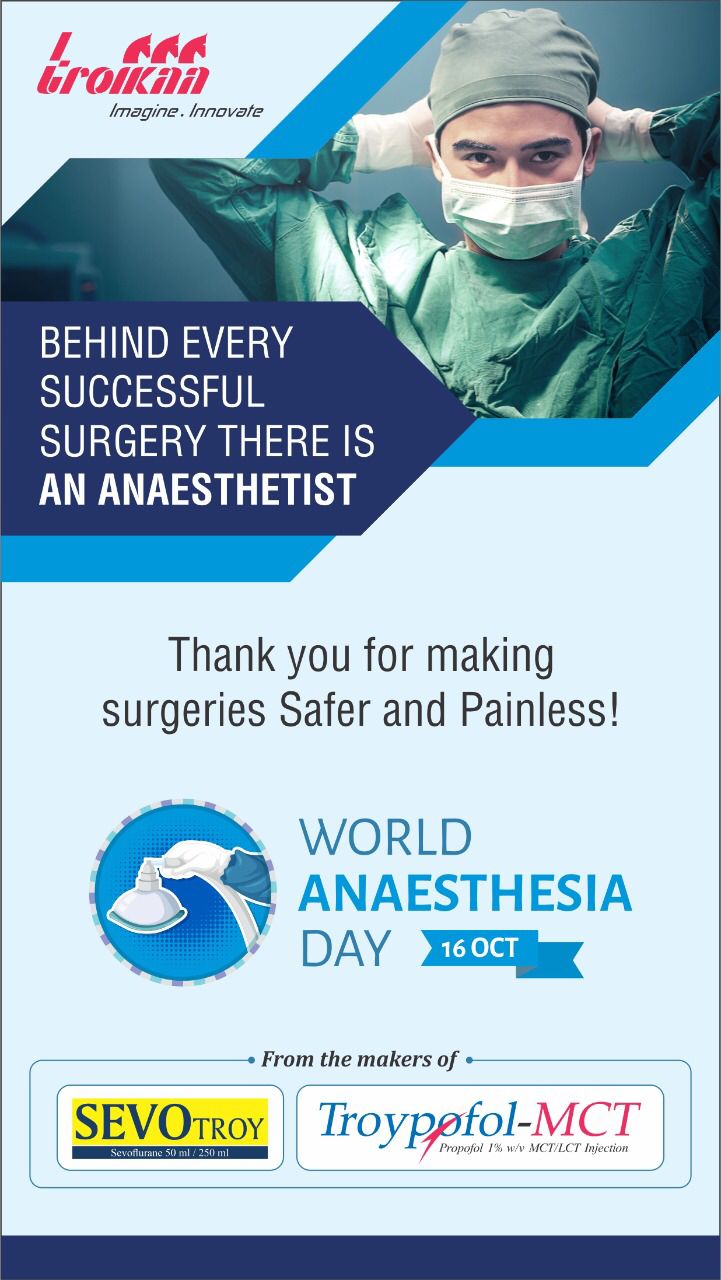 troikaa
Imagine . Innovate
BEHIND EVERY
SUCCESSFUL
SURGERY THERE IS
AN ANAESTHETIST
Thank you for making
surgeries Safer and Painless!
WORLD
ANAESTHESIA
DAY 16 OCT
From the makers of
SEVOTROY
Sevoflurane 50 ml / 250 ml
Troypofol-MCT
Propofol 1% w/v MCT/LCT Injection